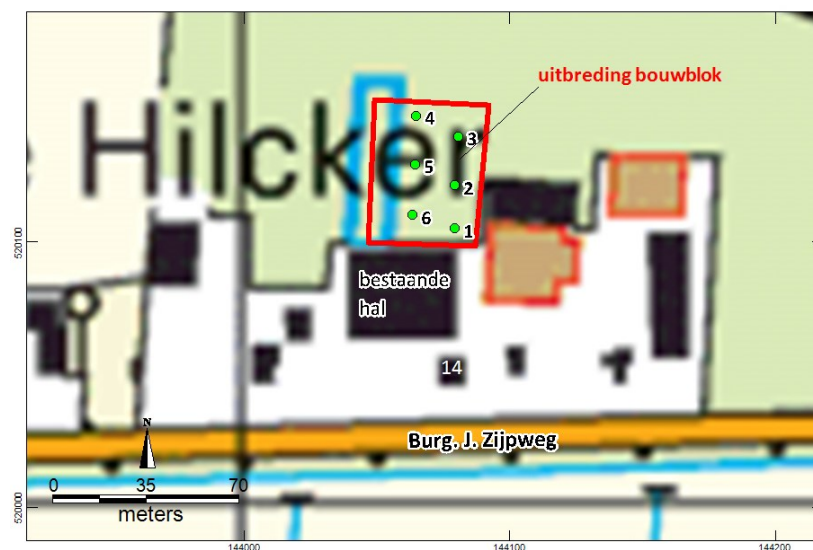 uitbreding bouwblok
e Hilcker
4
3
5
2
6
1
520100
bestaande
hal
14
Burg. J. Zijpweg
N
0 35 70
meters
520000
144000 144100 144200